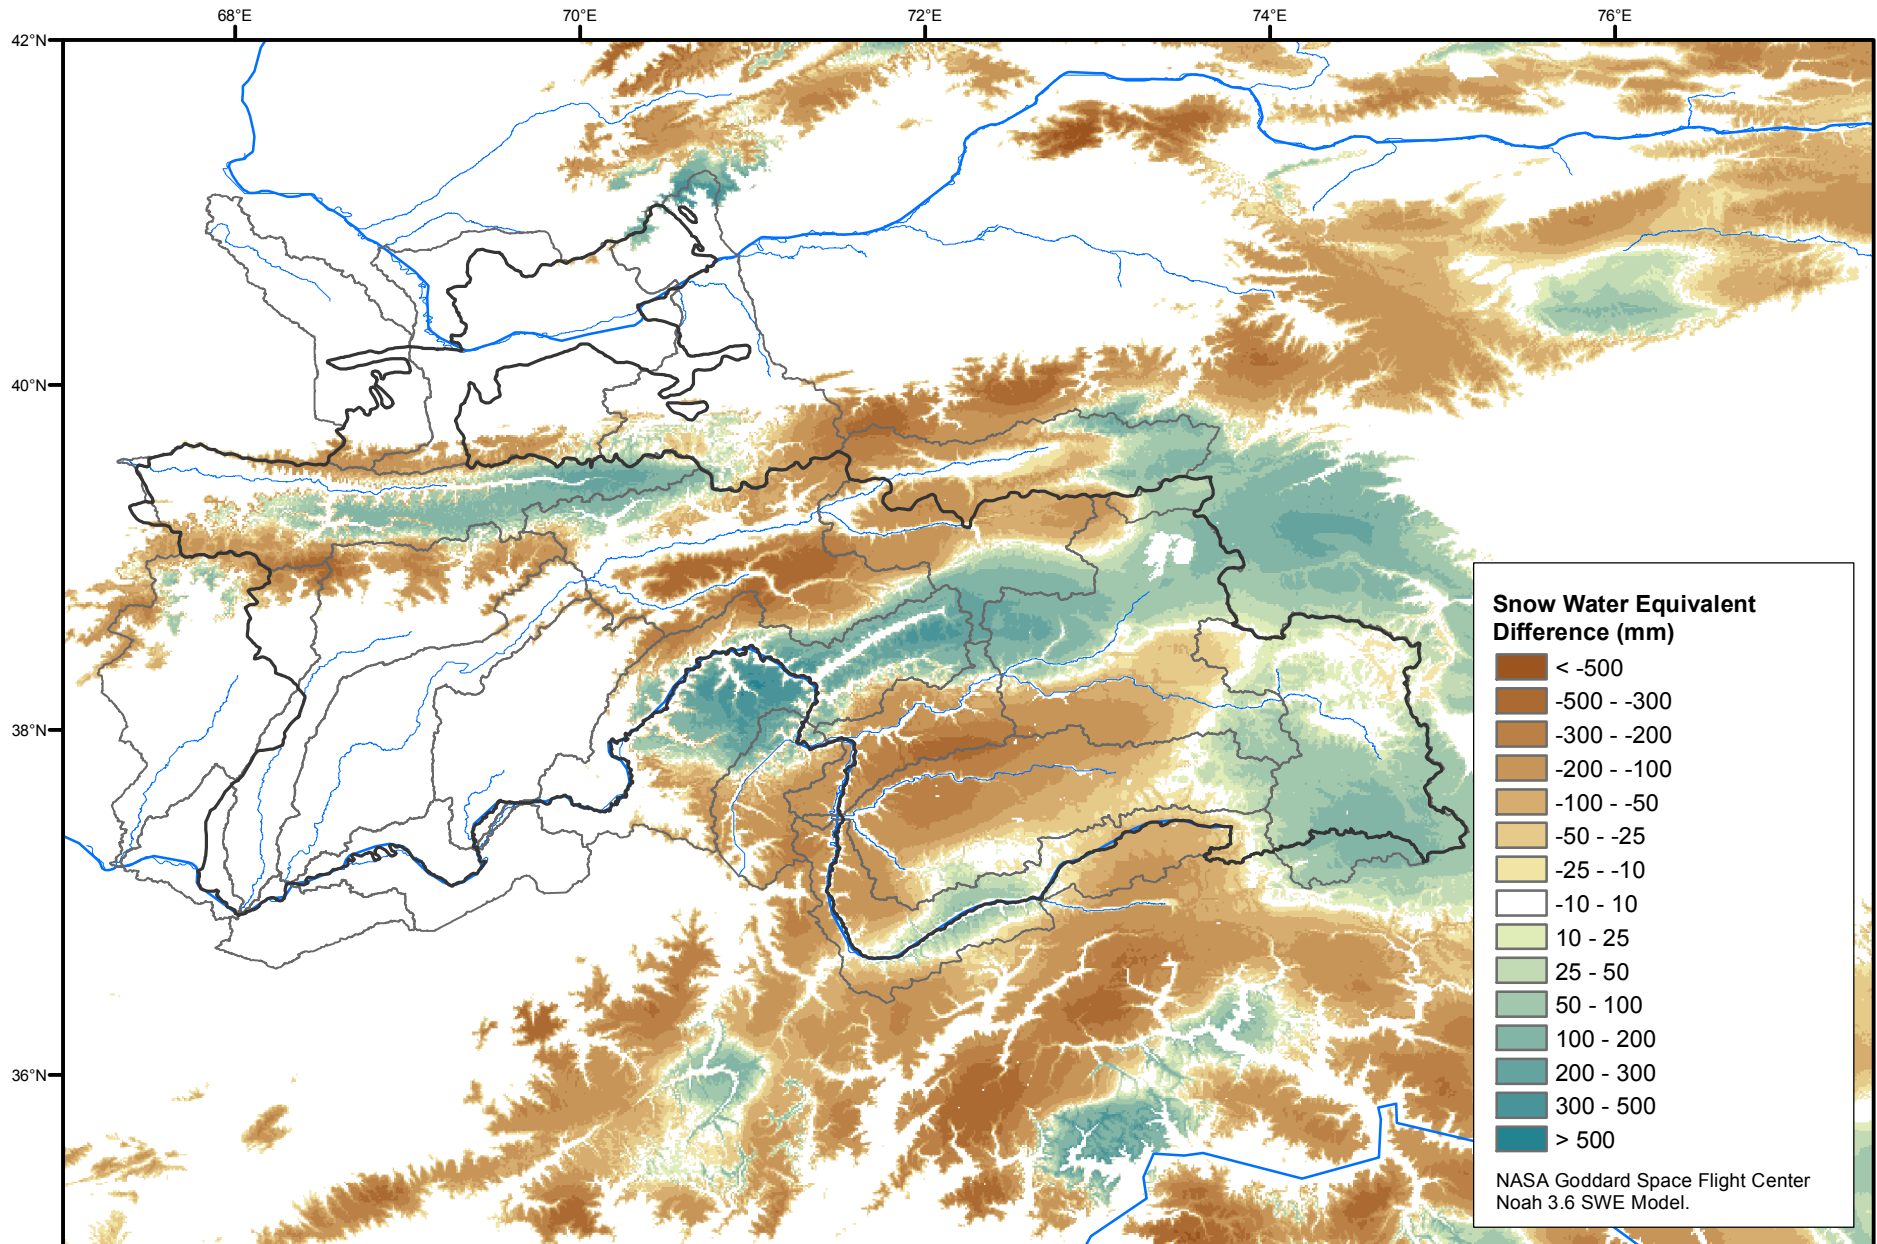 68°E
70°E
72°E
74°E
76°E
42°N
40°N
38°N
36°N
Snow Water Equivalent
Difference (mm)
< -500
-500 - -300
-300 - -200
-200 - -100
-100 - -50
-50 - -25
-25 - -10
-10 - 10
10 - 25
25 - 50
50 - 100
100 - 200
200 - 300
300 - 500
> 500
NASA Goddard Space Flight Center
Noah 3.6 SWE Model.